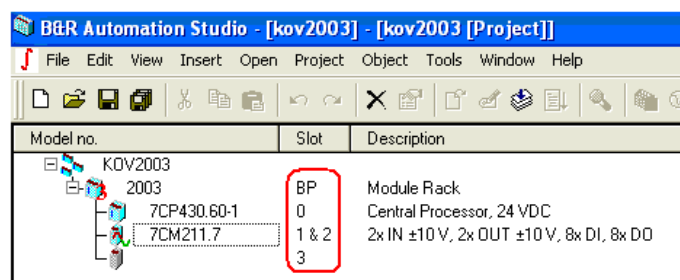 B&R Automation Studio - [kov2003] - [kov2003 [Project]]
File Edit View Insert Open Project Object Tools Window Help
Model no. Slot Description
KOV2003
2003 BP Module Rack
7CP430.60-1 0 Central Processor, 24 VDC
7CM211.7 1 & 2 2x IN ±10 V, 2x OUT ±10 V, 8x DI, 8x DO
3